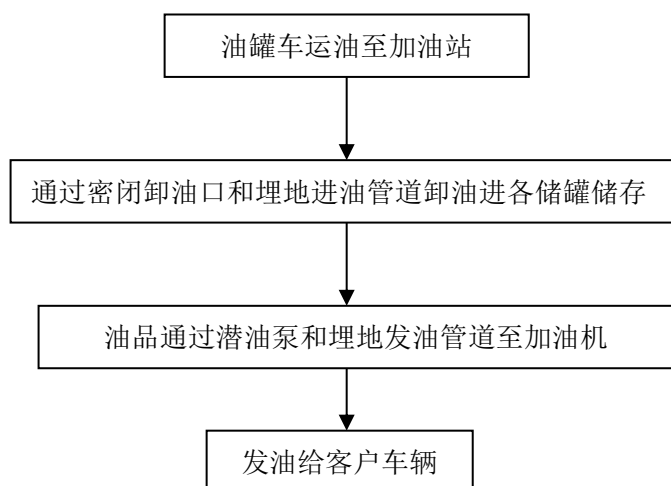 油罐车运油至加油站
通过密闭卸油口和埋地进油管道卸油进各储罐储存
油品通过潜油泵和埋地发油管道至加油机
发油给客户车辆